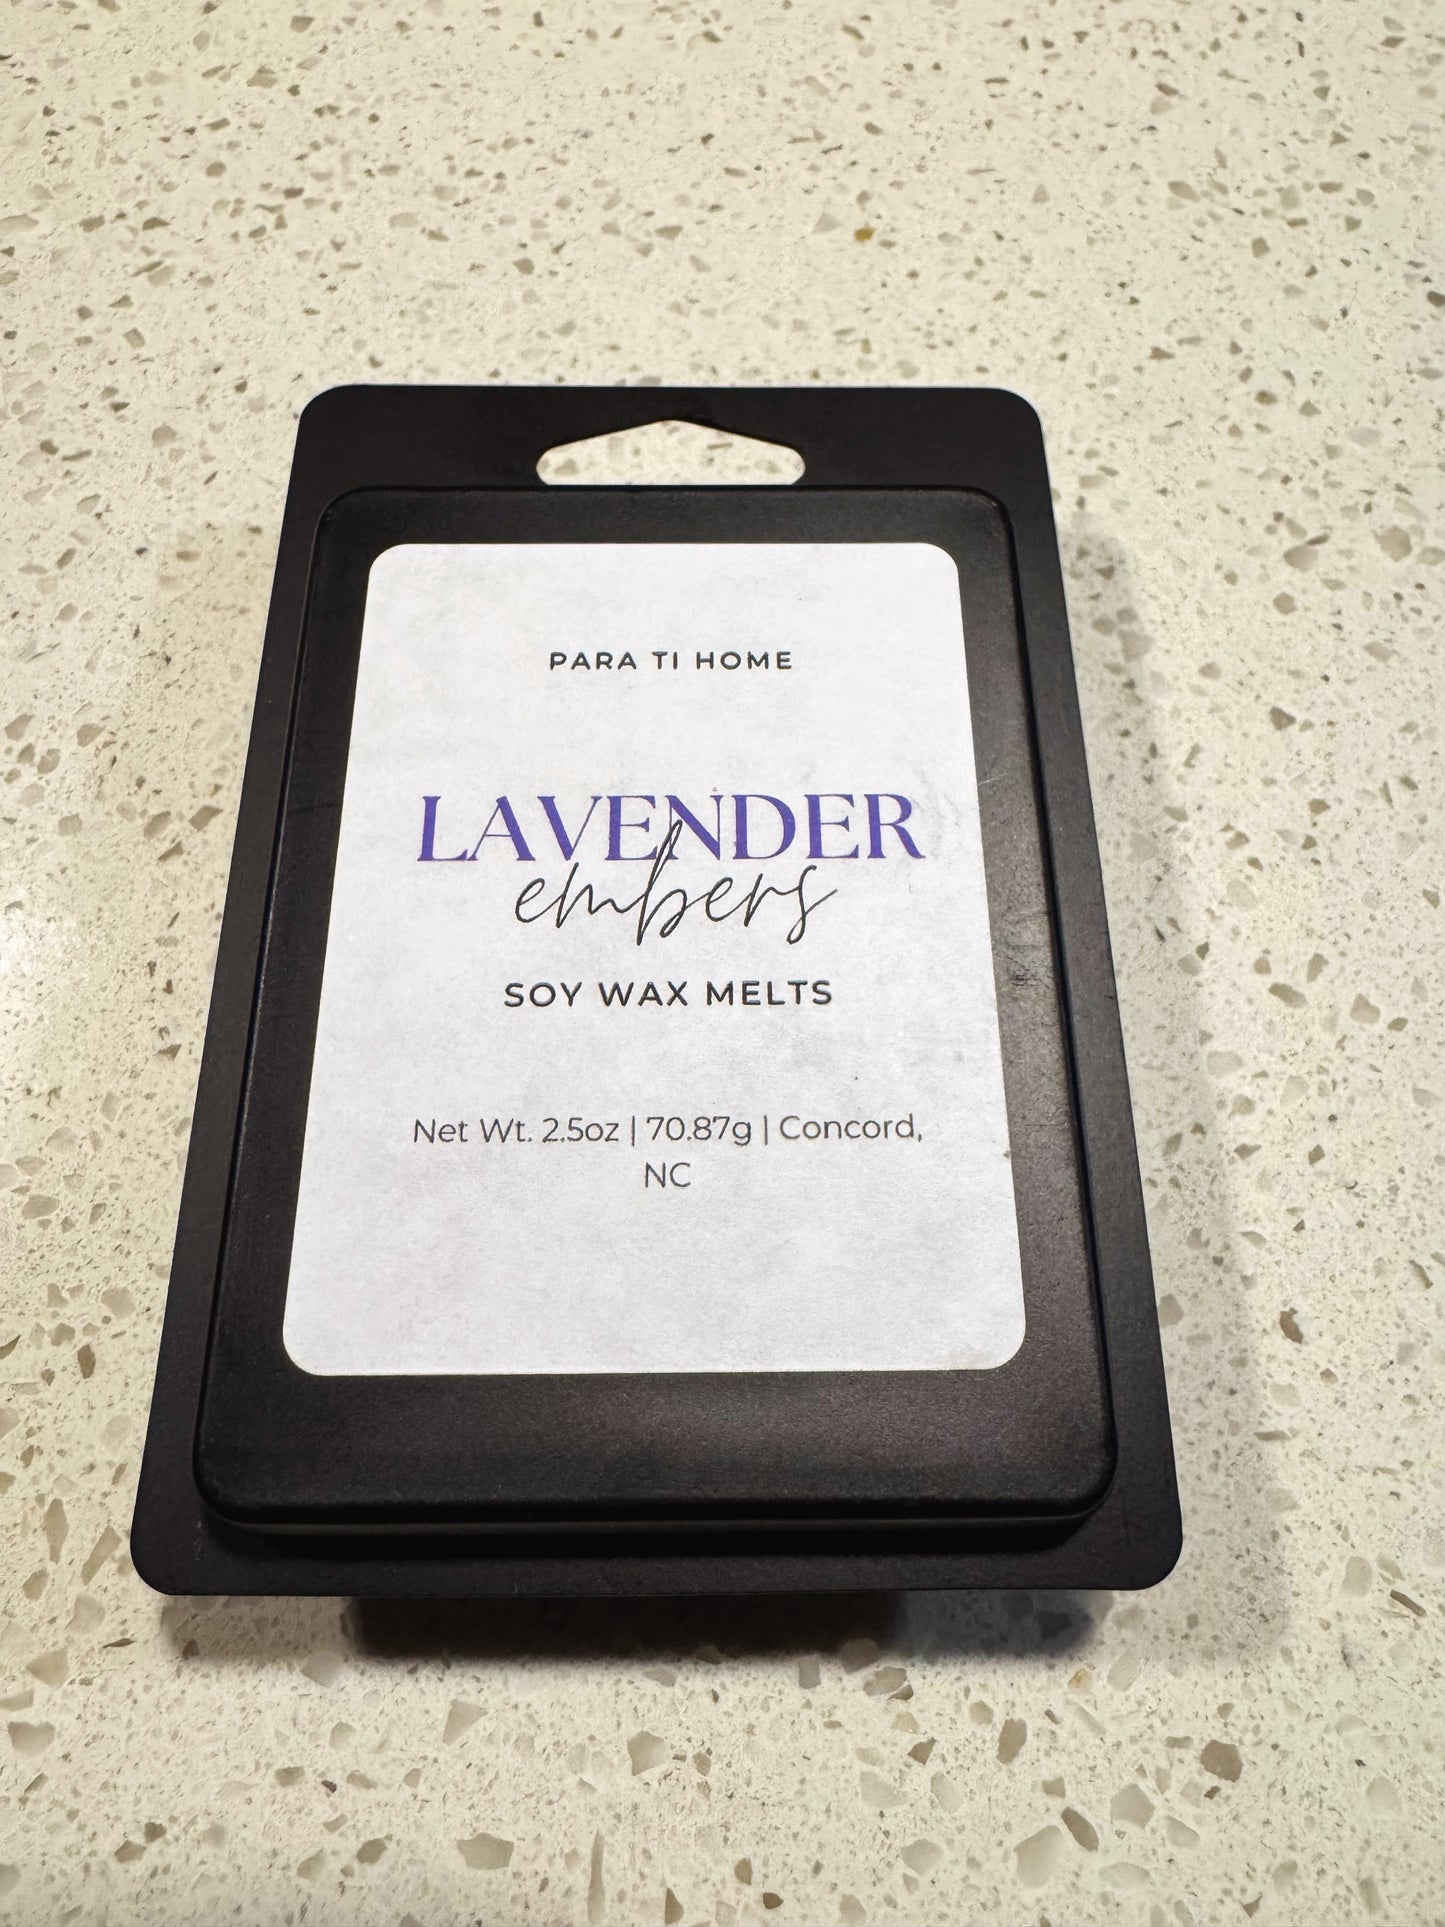 PARA TI HOME
LAVENDER
embers
SOY WAX MELTS
Net Wt. 2.5oz | 70.87g | Concord,
NC